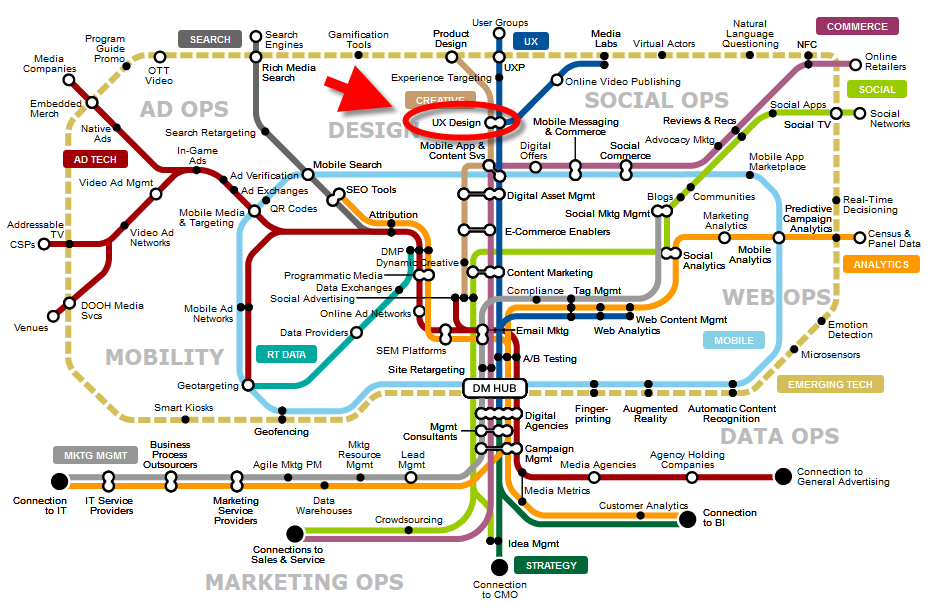 User Groups
COMMERCE
Program
Guide
Promo
SEARCH
Search
Engines
Gamification
Tools
Product
Design
UX
Media
Labs
Virtual Actors
Natural
Language
Questioning
NFC
Media
Companies
OTT
Video
Rich Media
Search
UXP
Online
Retailers
Experience Targeting
Online Video Publishing
SOCIAL
Embedded
Merch
AD OPS
CREATIVE
SOCIAL OPS
Social Apps
Native
Ads
Search Retargeting
DESIGN
UX Design
Mobile Messaging
& Commerce
Reviews & Recs
Social TV
Social
Networks
AD TECH
In-Game
Ads
Mobile App &
Content Svs
Digital
Offers
Social
Commerce
Advocacy Mktg
Mobile Search
Mobile App
Marketplace
Video Ad Mgmt
Ad Verification
Ad Exchanges
SEO Tools
Digital Asset Mgmt
Blogs
Communities
QR Codes
Real-Time
Decisioning
Mobile Media
& Targeting
Attribution
Social Mktg Mgmt
Marketing
Analytics
Predictive
Campaign
Analytics
Addressable
TV
CSPs
Video Ad
Networks
E-Commerce Enablers
Census &
Panel Data
DMP
Dynamic Creative
Social
Analytics
Mobile
Analytics
ANALYTICS
Programmatic Media
Content Marketing
Data Exchanges
Social Advertising
Compliance
Tag Mgmt
WEB OPS
DOOH Media
Svcs
Mobile Ad
Networks
Online Ad Networks
Web Content Mgmt
Venues
Data Providers
Email Mktg
Web Analytics
Emotion
Detection
MOBILITY
RT DATA
SEM Platforms
A/B Testing
MOBILE
Microsensors
Site Retargeting
Geotargeting
DM HUB
EMERGING TECH
Smart Kiosks
Geofencing
Finger-
printing
Augmented
Reality
Automatic Content
Recognition
Digital
Agencies
Mgmt
Consultants
DATA OPS
MKTG MGMT
Business
Process
Outsourcers
Agile Mktg PM
Mktg
Resource
Mgmt
Lead
Mgmt
Campaign
Mgmt
Media Agencies
Agency Holding
Companies
Connection to
General Advertising
Connection
to IT
IT Service
Providers
Marketing
Service
Providers
Data
Warehouses
Media Metrics
Customer Analytics
Connection
to BI
Crowdsourcing
Connections to
Sales & Service
Idea Mgmt
STRATEGY
MARKETING OPS
Connection
to CMO